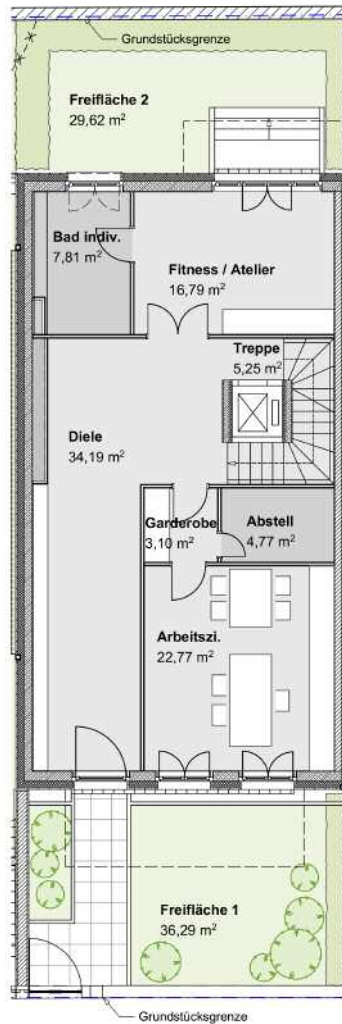 Grundstücksgrenze
Freifläche 2
29,62 m²
Bad indiv.
7,81 m²
Fitness / Atelier
16,79 m²
Treppe
5,25 m²
Diele
34,19 m²
Garderobe
3,10 m²
Abstell
4,77 m²
Arbeitszi.
22,77 m²
Freifläche 1
36,29 m²
Grundstücksgrenze